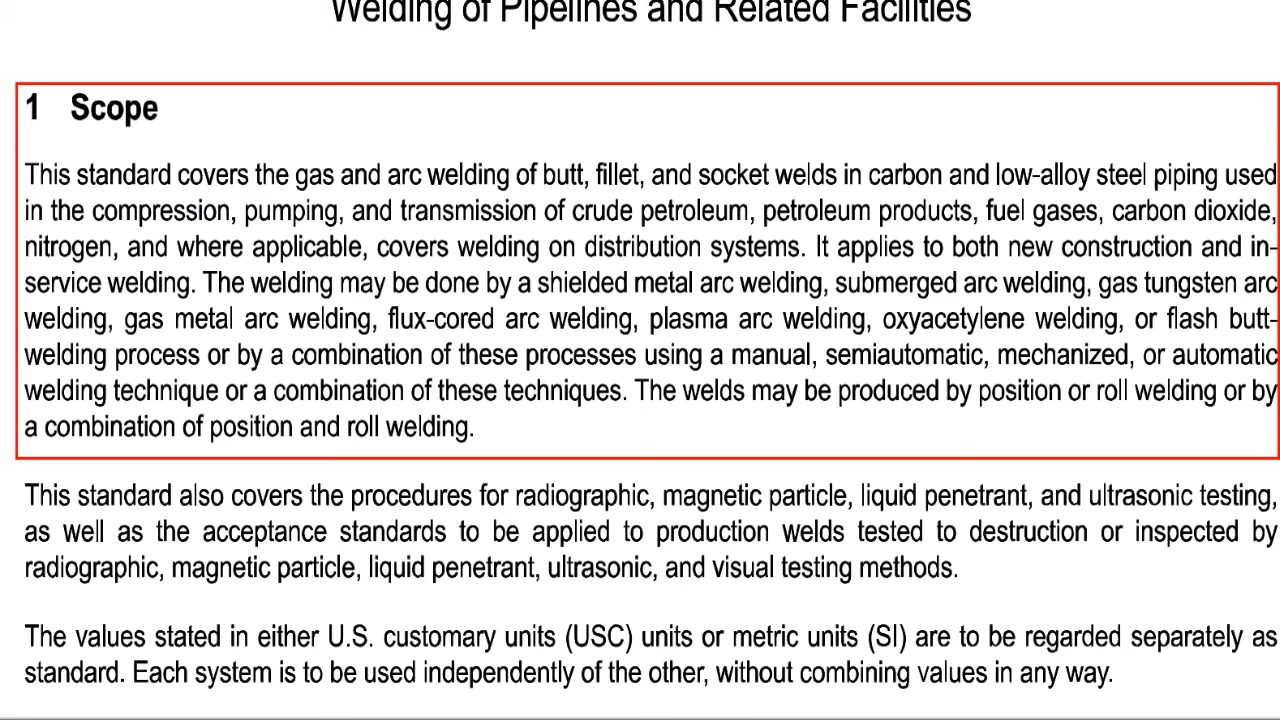 Welding of Pipelines and Related Facilities
1 Scope
This standard covers the gas and arc welding of butt, fillet, and socket welds in carbon and low-alloy steel piping used
in the compression, pumping, and transmission of crude petroleum, petroleum products, fuel gases, carbon dioxide,
nitrogen, and where applicable, covers welding on distribution systems. It applies to both new construction and in-
service welding. The welding may be done by a shielded metal arc welding, submerged arc welding, gas tungsten arc
welding, gas metal arc welding, flux-cored arc welding, plasma arc welding, oxyacetylene welding, or flash butt-
welding process or by a combination of these processes using a manual, semiautomatic, mechanized, or automatic
welding technique or a combination of these techniques. The welds may be produced by position or roll welding or by
a combination of position and roll welding.
This standard also covers the procedures for radiographic, magnetic particle, liquid penetrant, and ultrasonic testing,
as well as the acceptance standards to be applied to production welds tested to destruction or inspected by
radiographic, magnetic particle, liquid penetrant, ultrasonic, and visual testing methods.
The values stated in either U.S. customary units (USC) units or metric units (SI) are to be regarded separately as
standard. Each system is to be used independently of the other, without combining values in any way.